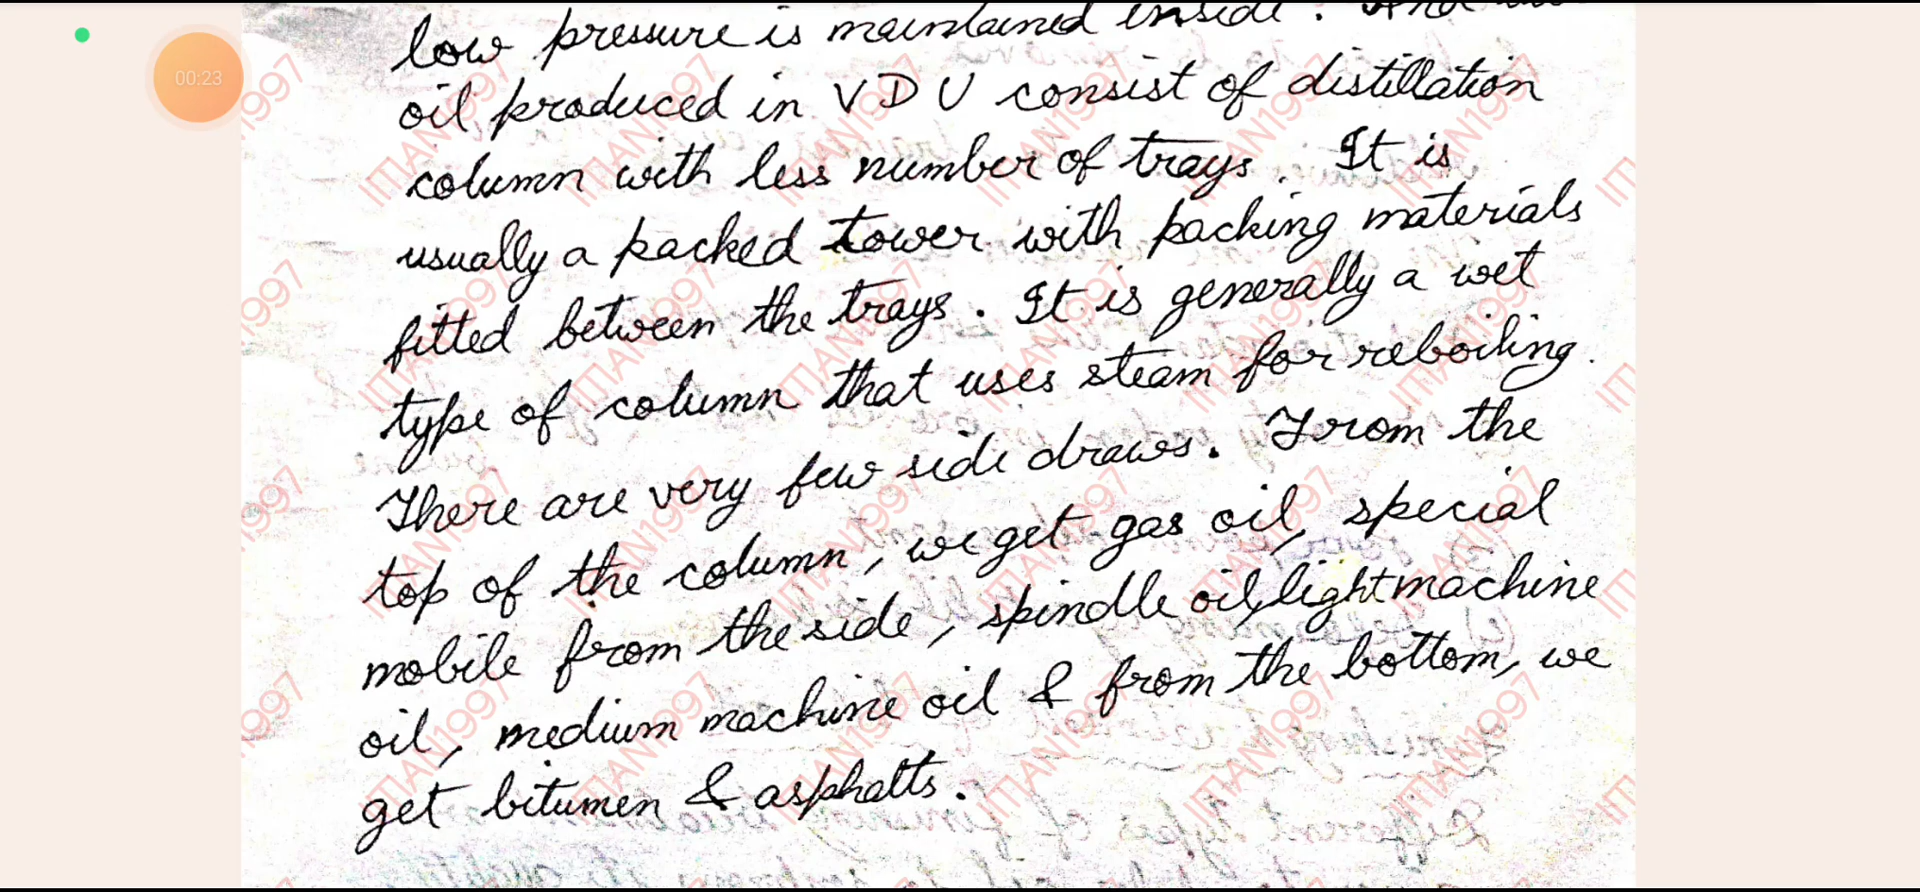 00:23
low pressure is maintained inside. And
oil produced in VDU consist of distillation
column with less number of trays. It is
usually a packed tower with packing materials
fitted between the trays. It is generally a wet
type of column that uses steam for reboiling.
There are very few side draws. From the
top of the column, we get gas oil, special
mobile from the side, spindle oil, light machine
oil, medium machine oil & from the bottom, we
get bitumen & asphalts.
ITMAN1997